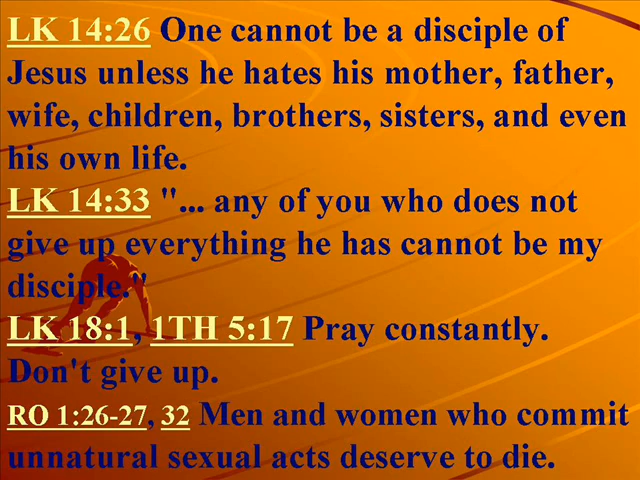 LK 14:26 One cannot be a disciple of
Jesus unless he hates his mother, father,
wife, children, brothers, sisters, and even
his own life.
LK 14:33 "... any of you who does not
give up everything he has cannot be my
disciple."
LK 18:1, 1TH 5:17 Pray constantly.
Don't give up.
RO 1:26-27, 32 Men and women who commit
unnatural sexual acts deserve to die.